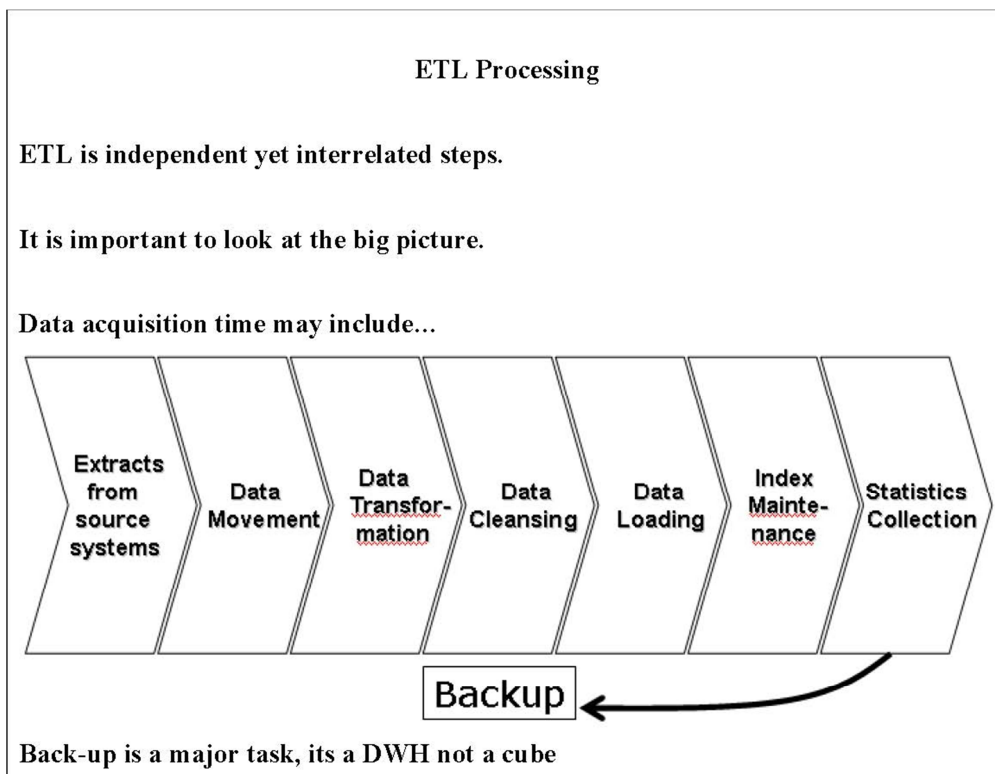 ETL Processing
ETL is independent yet interrelated steps.
It is important to look at the big picture.
Data acquisition time may include…
Extracts
from
source
systems
Data
Movement
Data
Transfor-
mation
Data
Cleansing
Data
Loading
Index
Mainte-
nance
Statistics
Collection
Backup
Back-up is a major task, its a DWH not a cube